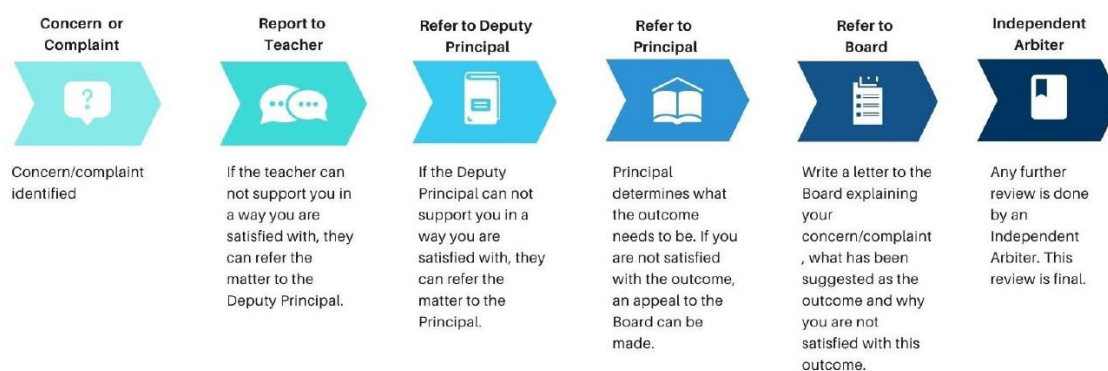 Concern or
Complaint
Report to
Teacher
Refer to Deputy
Principal
Refer to
Principal
Refer to
Board
Independent
Arbiter
?
Concern/complaint
identified
If the teacher can
not support you in
a way you are
satisfied with, they
can refer the
matter to the
Deputy Principal.
If the Deputy
Principal can not
support you in a
way you are
satisfied with, they
can refer the
matter to the
Principal.
Principal
determines what
the outcome
needs to be. If you
are not satisfied
with the outcome,
an appeal to the
Board can be
made.
Write a letter to the
Board explaining
your
concern/complaint
, what has been
suggested as the
outcome and why
you are not
satisfied with this
outcome.
Any further
review is done
by an
Independent
Arbiter. This
review is final.